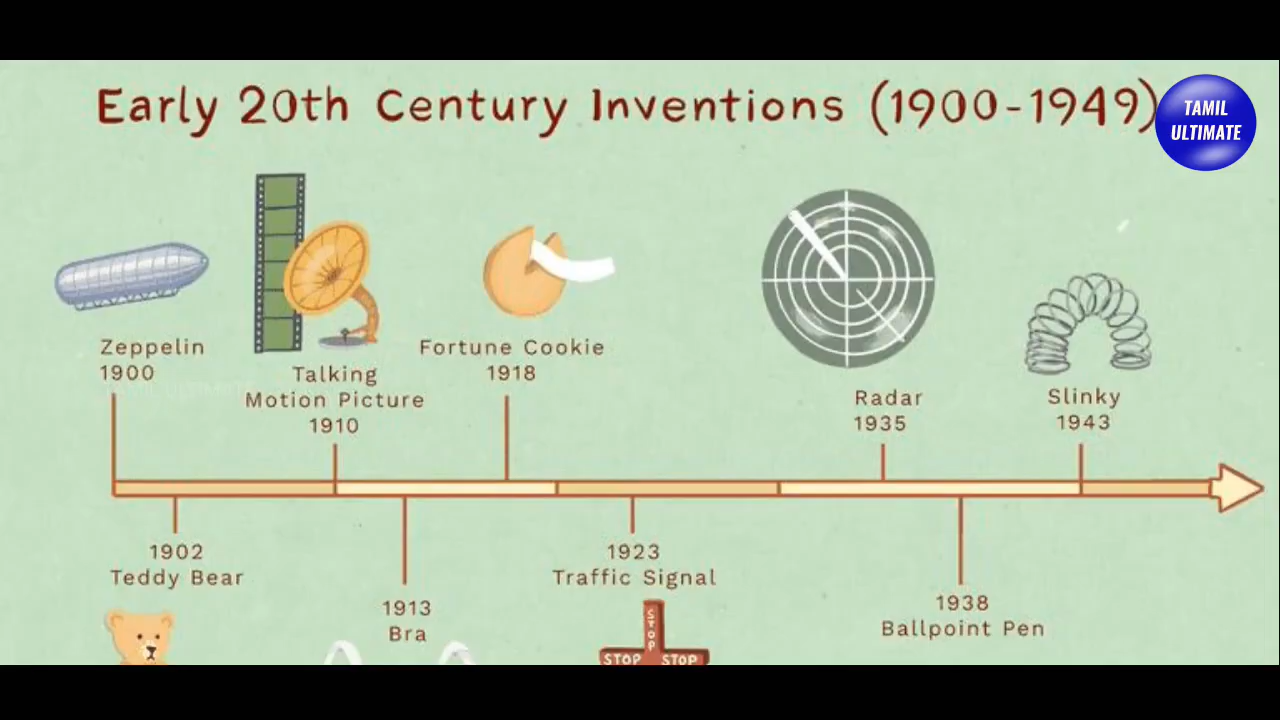 Early 20th Century Inventions (1900-1949)
TAMIL
ULTIMATE
Zeppelin
1900
Talking
Motion Picture
1910
Fortune Cookie
1918
Radar
1935
Slinky
1943
1902
Teddy Bear
1913
Bra
1923
Traffic Signal
1938
Ballpoint Pen
STOP
STOP STOP